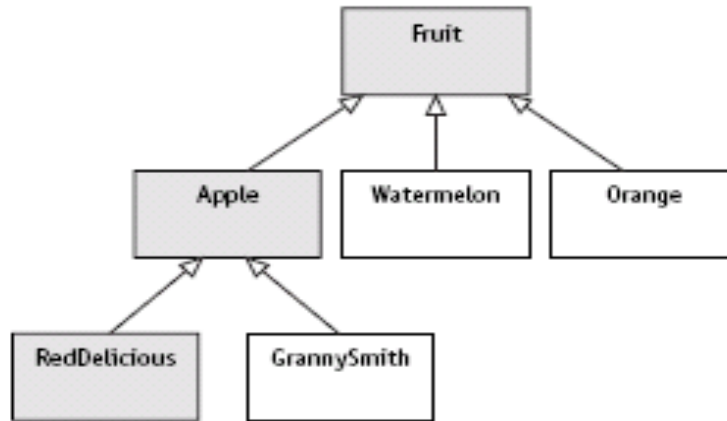 Fruit
Apple
Watermelon
Orange
RedDelicious
GrannySmith